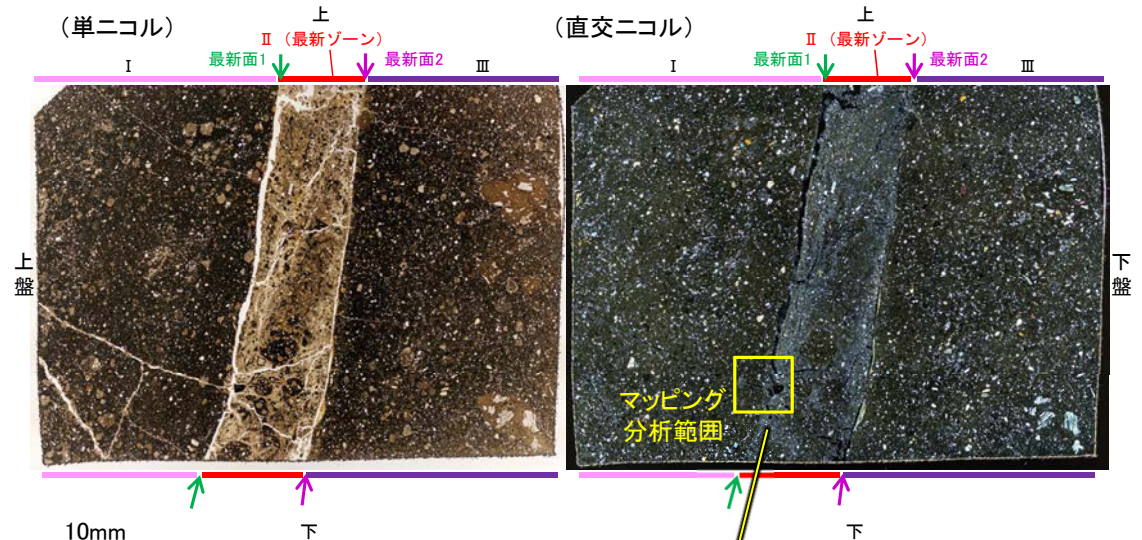 (単ニコル)
上
Ⅱ (最新ゾーン)
最新面1
最新面2
Ⅰ
Ⅲ
(直交ニコル)
上
Ⅱ (最新ゾーン)
最新面1
最新面2
Ⅰ
Ⅲ
上盤
下盤
マッピング
分析範囲
10mm
下
下